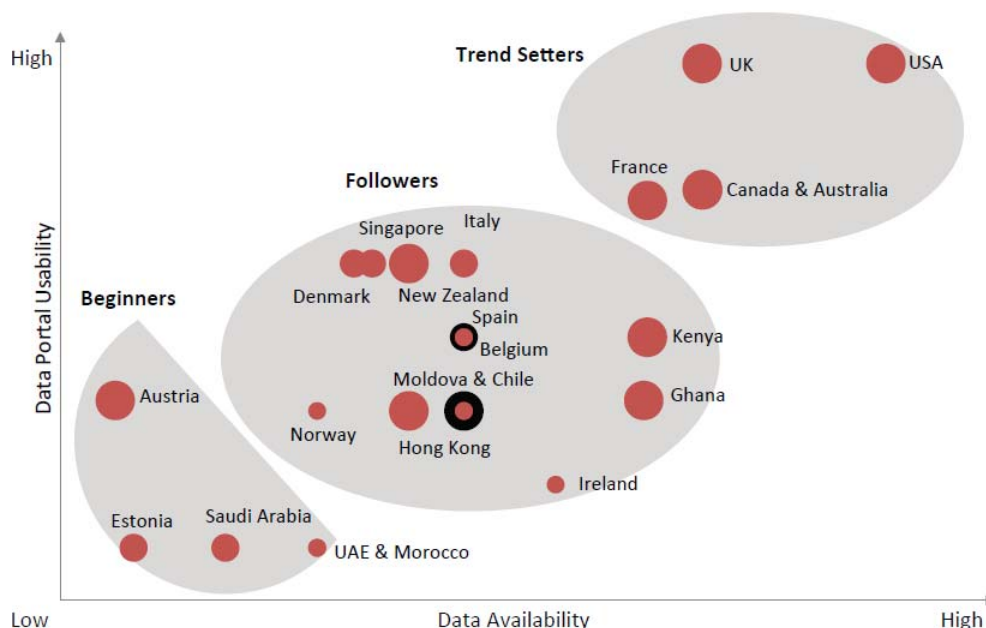 High
Trend Setters
UK
USA
France
Canada & Australia
Followers
Singapore
Italy
Denmark
New Zealand
Beginners
Spain
Belgium
Kenya
Moldova & Chile
Austria
Ghana
Norway
Hong Kong
Ireland
Estonia
Saudi Arabia
UAE & Morocco
Data Portal Usability
Low
Data Availability
High